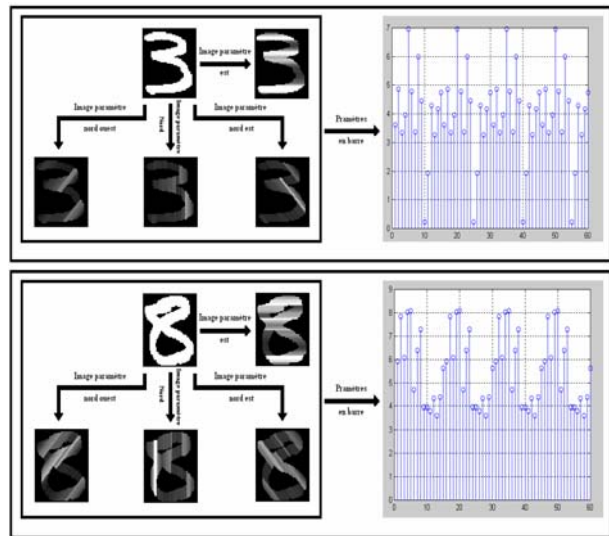 3
Image paramètre
est
Image paramètre
nord ouest
Image paramètre
Nord
Image paramètre
nord est
Pramètres
en barre
7
6
5
4
3
2
1
0
0 10 20 30 40 50 60
8
Image paramètre
est
Image paramètre
nord ouest
Image paramètre
Nord
Image paramètre
nord est
Pramètres
en barre
9
8
7
6
5
4
3
2
1
0
0 10 20 30 40 50 60